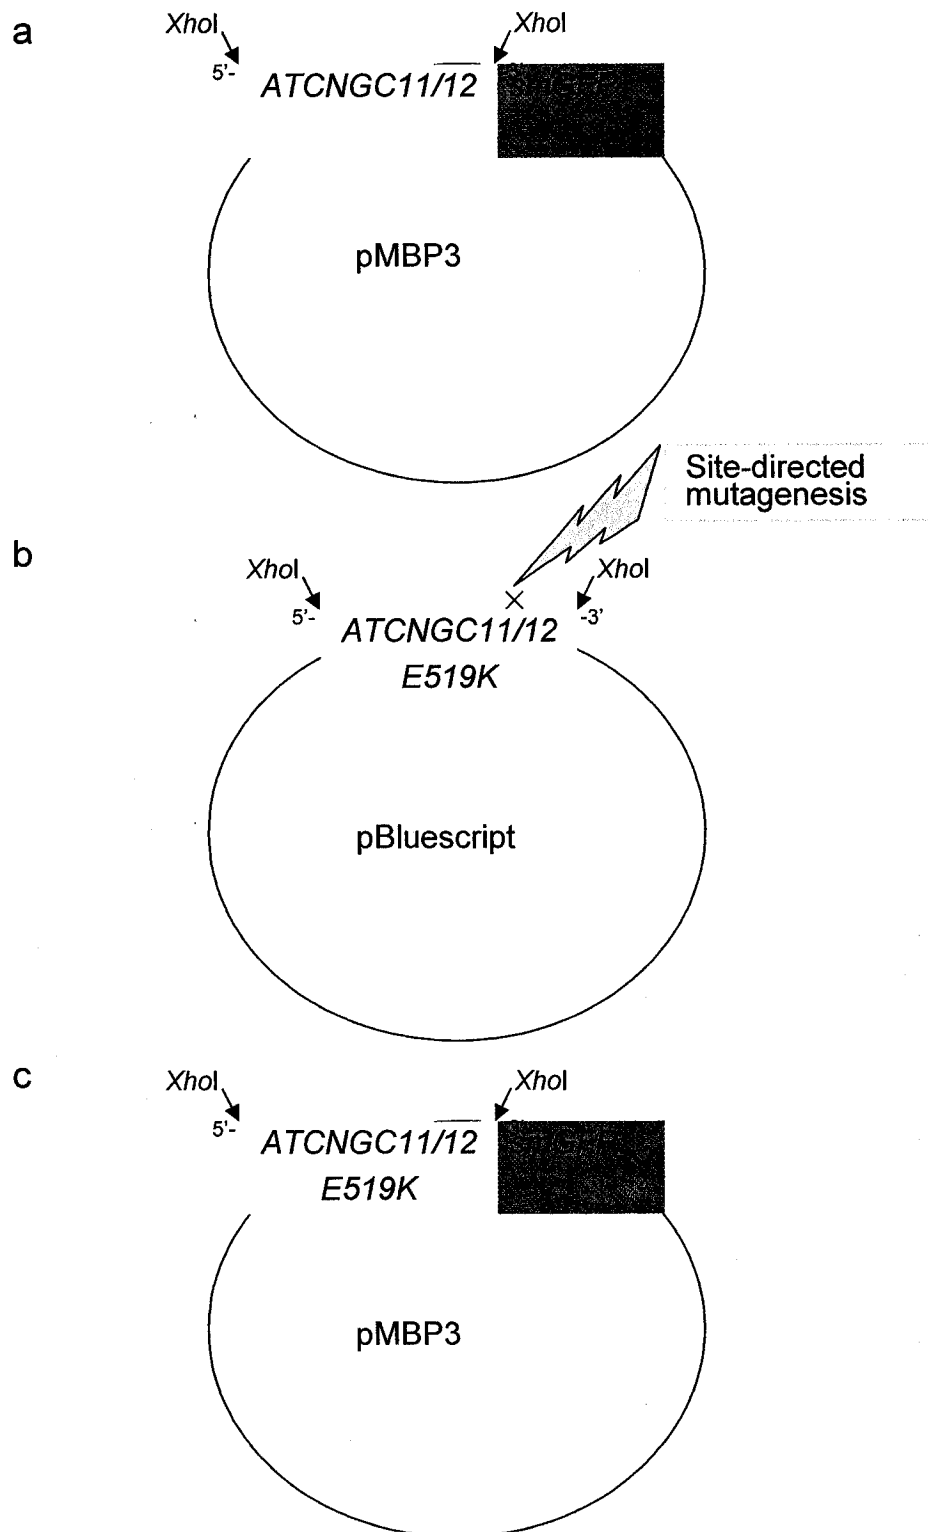 a
XhoI XhoI
5'- ATCNGC11/12
pMBP3
Site-directed
mutagenesis
b
XhoI XhoI
5'- ATCNGC11/12 -3'
E519K
pBluescript
c
XhoI XhoI
5'- ATCNGC11/12
E519K
pMBP3